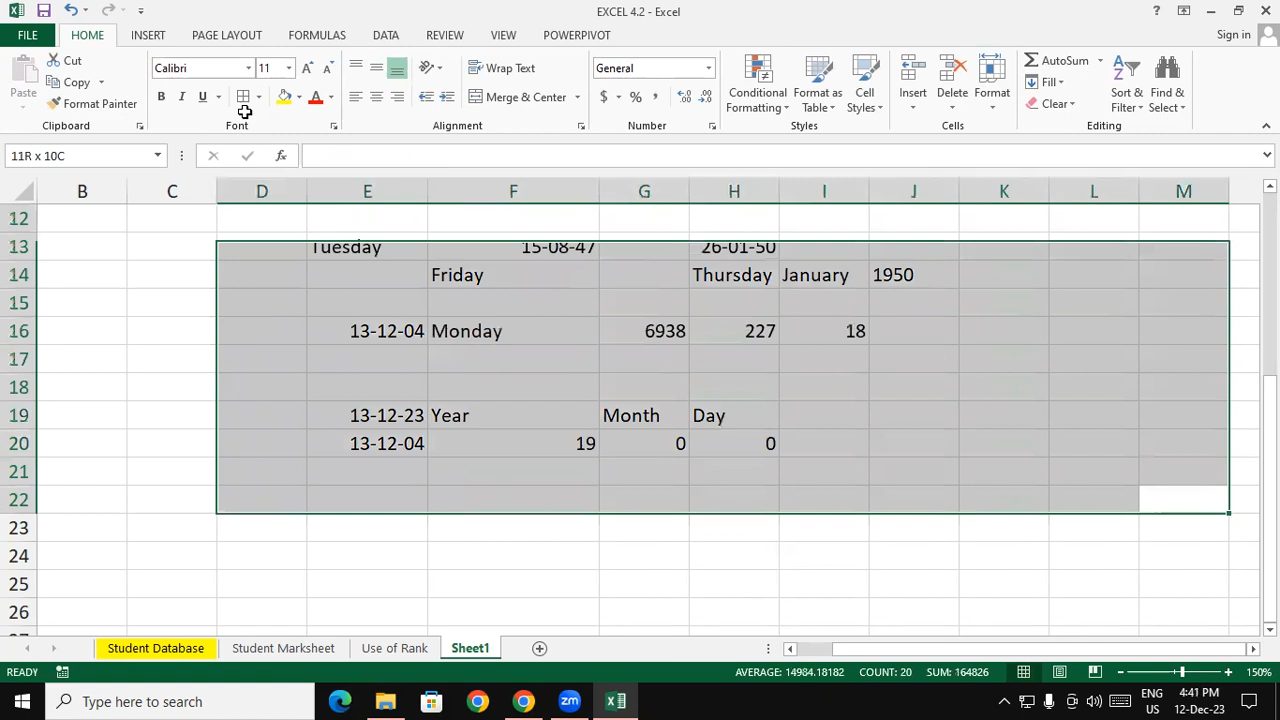 EXCEL 4.2 - Excel
?
FILE HOME INSERT PAGE LAYOUT FORMULAS DATA REVIEW VIEW POWERPIVOT Sign in
Paste
Cut
Copy
Format Painter
Clipboard
Calibri 11
B I U
Font
Wrap Text
Merge & Center
Alignment
General
$ % ,
Number
Conditional Formatting
Format as Table
Cell Styles
Styles
Insert
Delete
Format
Cells
AutoSum
Fill
Clear
Sort & Filter
Find & Select
Editing
11R x 10C fx
B C D E F G H I J K L M
12
13 Tuesday 15-08-47 26-01-50
14 Friday Thursday January 1950
15
16 13-12-04 Monday 6938 227 18
17
18
19 13-12-23 Year Month Day
20 13-12-04 19 0 0
21
22
23
24
25
26
Student Database Student Marksheet Use of Rank Sheet1
READY AVERAGE: 14984.18182 COUNT: 20 SUM: 164826 150%
Type here to search
ENG
US
4:41 PM
12-Dec-23